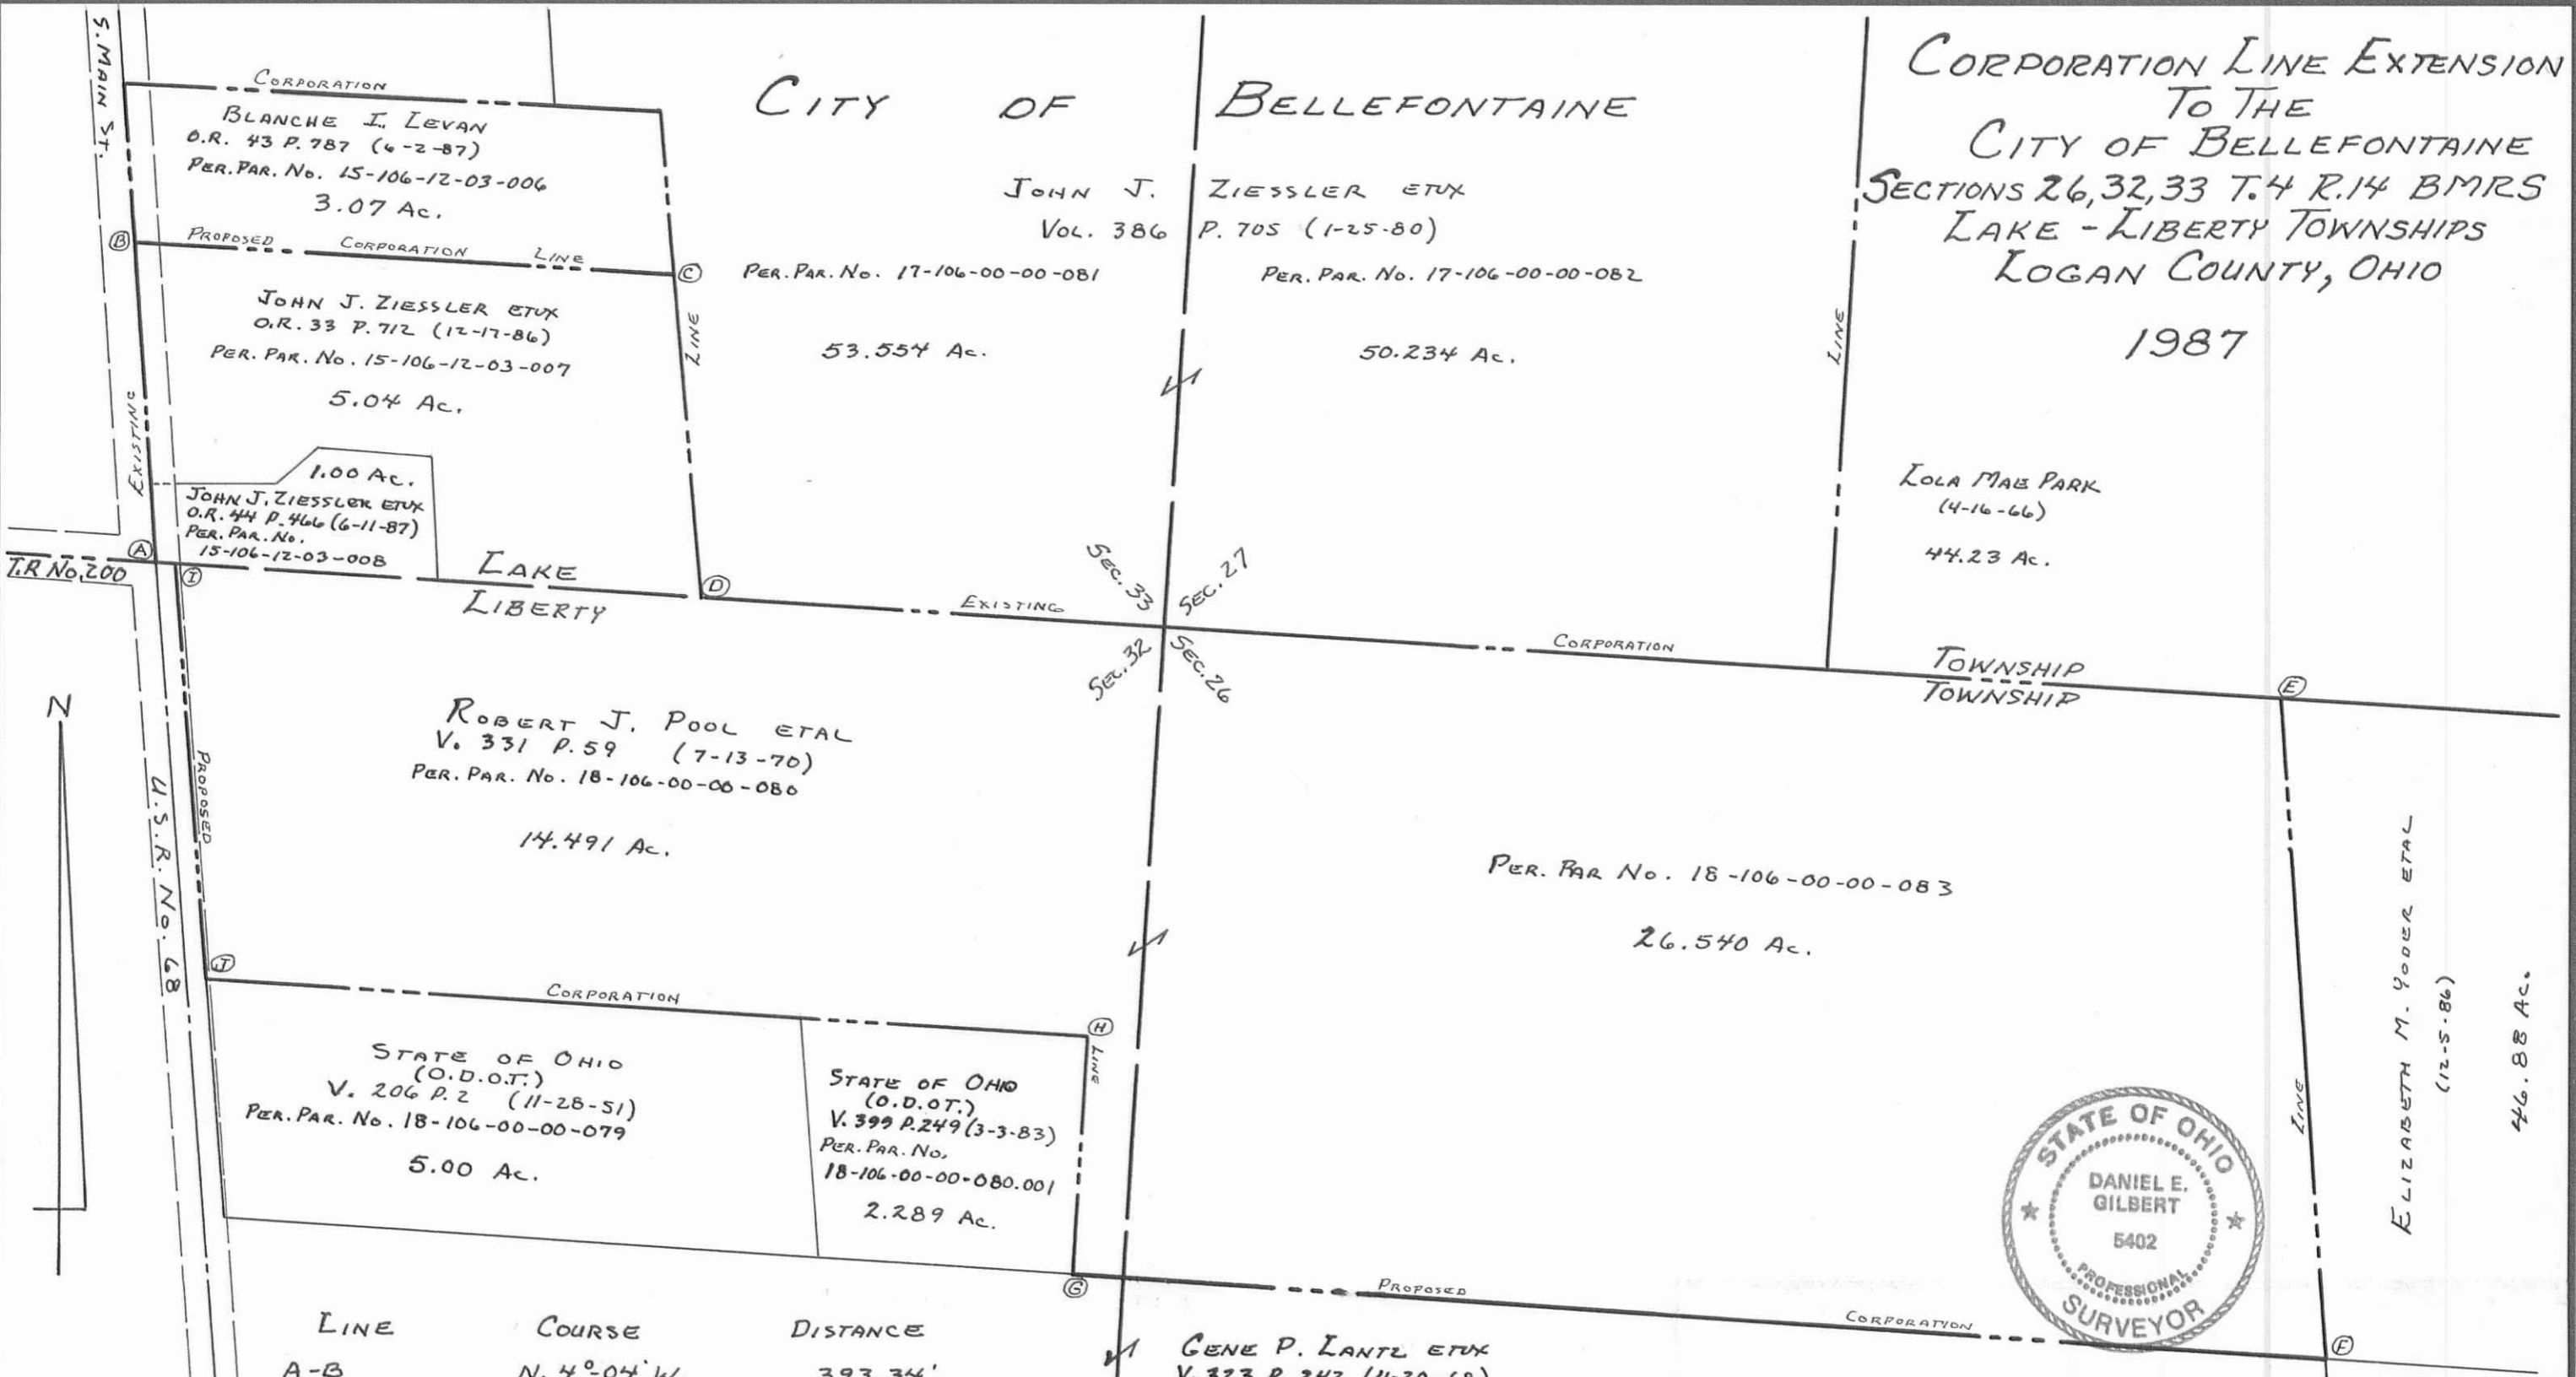 CORPORATION LINE EXTENSION
TO THE
CITY OF BELLEFONTAINE
SECTIONS 26,32,33 T.4 R.14 BMRS
LAKE - LIBERTY TOWNSHIPS
LOGAN COUNTY, OHIO
1987
CITY OF BELLEFONTAINE
S. MAIN ST.
CORPORATION
BLANCHE I. LEVAN
O.R. 43 P. 787 (6-2-87)
PER. PAR. No. 15-106-12-03-006
3.07 Ac.
B
PROPOSED CORPORATION LINE
C
JOHN J. ZIESSLER ETUX
O.R. 33 P. 712 (12-17-86)
PER. PAR. No. 15-106-12-03-007
5.04 Ac.
EXISTING
LINE
1.00 Ac.
JOHN J. ZIESSLER ETUX
O.R. 44 P. 466 (6-11-87)
PER. PAR. No.
15-106-12-03-008
JOHN J. ZIESSLER ETUX
VOL. 386 P. 705 (1-25-80)
PER. PAR. No. 17-106-00-00-081
53.554 Ac.
PER. PAR. No. 17-106-00-00-082
50.234 Ac.
LINE
LOLA MAE PARK
(4-16-66)
44.23 Ac.
A
T.R No. 200
I
LAKE
LIBERTY
D
EXISTING
SEC. 33
SEC. 27
SEC. 32
SEC. 26
CORPORATION
TOWNSHIP
TOWNSHIP
E
N
U.S.R. No. 68
PROPOSED
ROBERT J. POOL ETAL
V. 331 P. 59 (7-13-70)
PER. PAR. No. 18-106-00-00-080
14.491 Ac.
PER. PAR No. 18-106-00-00-083
26.540 Ac.
ELIZABETH M. YODER ETAL
(12-5-86)
46.88 Ac.
J
CORPORATION
H
LINE
STATE OF OHIO
(O.D.O.T.)
V. 206 P. 2 (11-28-51)
PER. PAR. No. 18-106-00-00-079
5.00 Ac.
STATE OF OHIO
(O.D.OT.)
V. 399 P. 249 (3-3-83)
PER. PAR. No.
18-106-00-00-080.001
2.289 Ac.
LINE
STATE OF OHIO
DANIEL E.
GILBERT
5402
PROFESSIONAL
SURVEYOR
G
PROPOSED
CORPORATION
F
LINE COURSE DISTANCE
A-B N. 4°-04' W 393.34'
GENE P. LANTZ ETUX